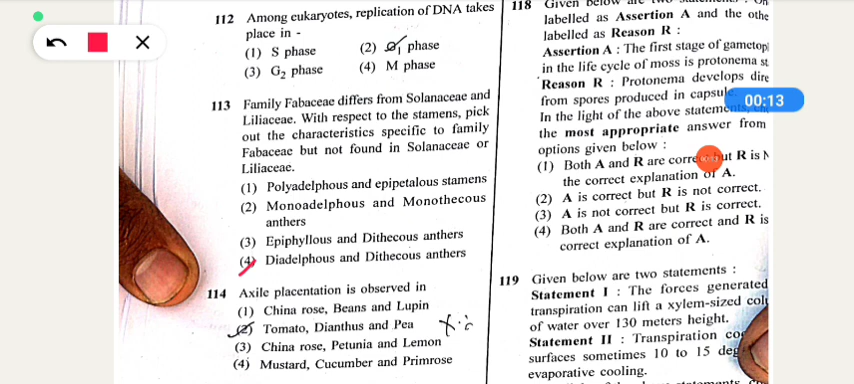 112 Among eukaryotes, replication of DNA takes
place in -
(1) S phase (2) G1 phase
(3) G2 phase (4) M phase
113 Family Fabaceae differs from Solanaceae and
Liliaceae. With respect to the stamens, pick
out the characteristics specific to family
Fabaceae but not found in Solanaceae or
Liliaceae.
(1) Polyadelphous and epipetalous stamens
(2) Monoadelphous and Monothecous
anthers
(3) Epiphyllous and Dithecous anthers
(4) Diadelphous and Dithecous anthers
114 Axile placentation is observed in
(1) China rose, Beans and Lupin
(2) Tomato, Dianthus and Pea
(3) China rose, Petunia and Lemon
(4) Mustard, Cucumber and Primrose
118 Given below are two
labelled as Assertion A and the othe
labelled as Reason R :
Assertion A : The first stage of gametop
in the life cycle of moss is protonema st
Reason R : Protonema develops dire
from spores produced in capsule
00:13
In the light of the above statements,
the most appropriate answer from
options given below :
(1) Both A and R are corre but R is N
the correct explanation of A.
(2) A is correct but R is not correct.
(3) A is not correct but R is correct.
(4) Both A and R are correct and R is
correct explanation of A.
119 Given below are two statements :
Statement I : The forces generated
transpiration can lift a xylem-sized colu
of water over 130 meters height.
Statement II : Transpiration coo
surfaces sometimes 10 to 15 deg
evaporative cooling.